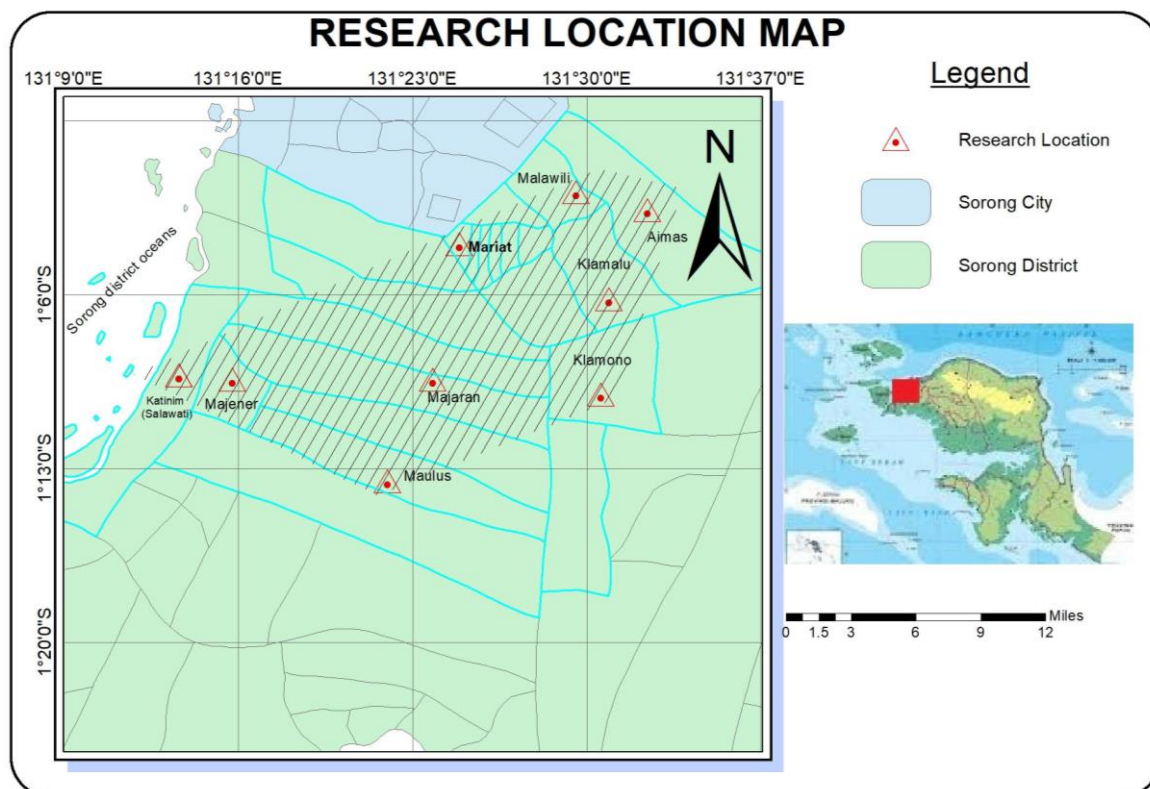 RESEARCH LOCATION MAP
131°9'0"E
131°16'0"E
131°23'0"E
131°30'0"E
131°37'0"E
Legend
Research Location
Sorong City
Sorong District
N
Malawili
Aimas
Mariat
Klamalu
Sorong district oceans
1°6'0"S
Klamono
Katinim
(Salawati)
Majener
Majaran
Maulus
1°13'0"S
1°20'0"S
Miles
0 1.5 3 6 9 12